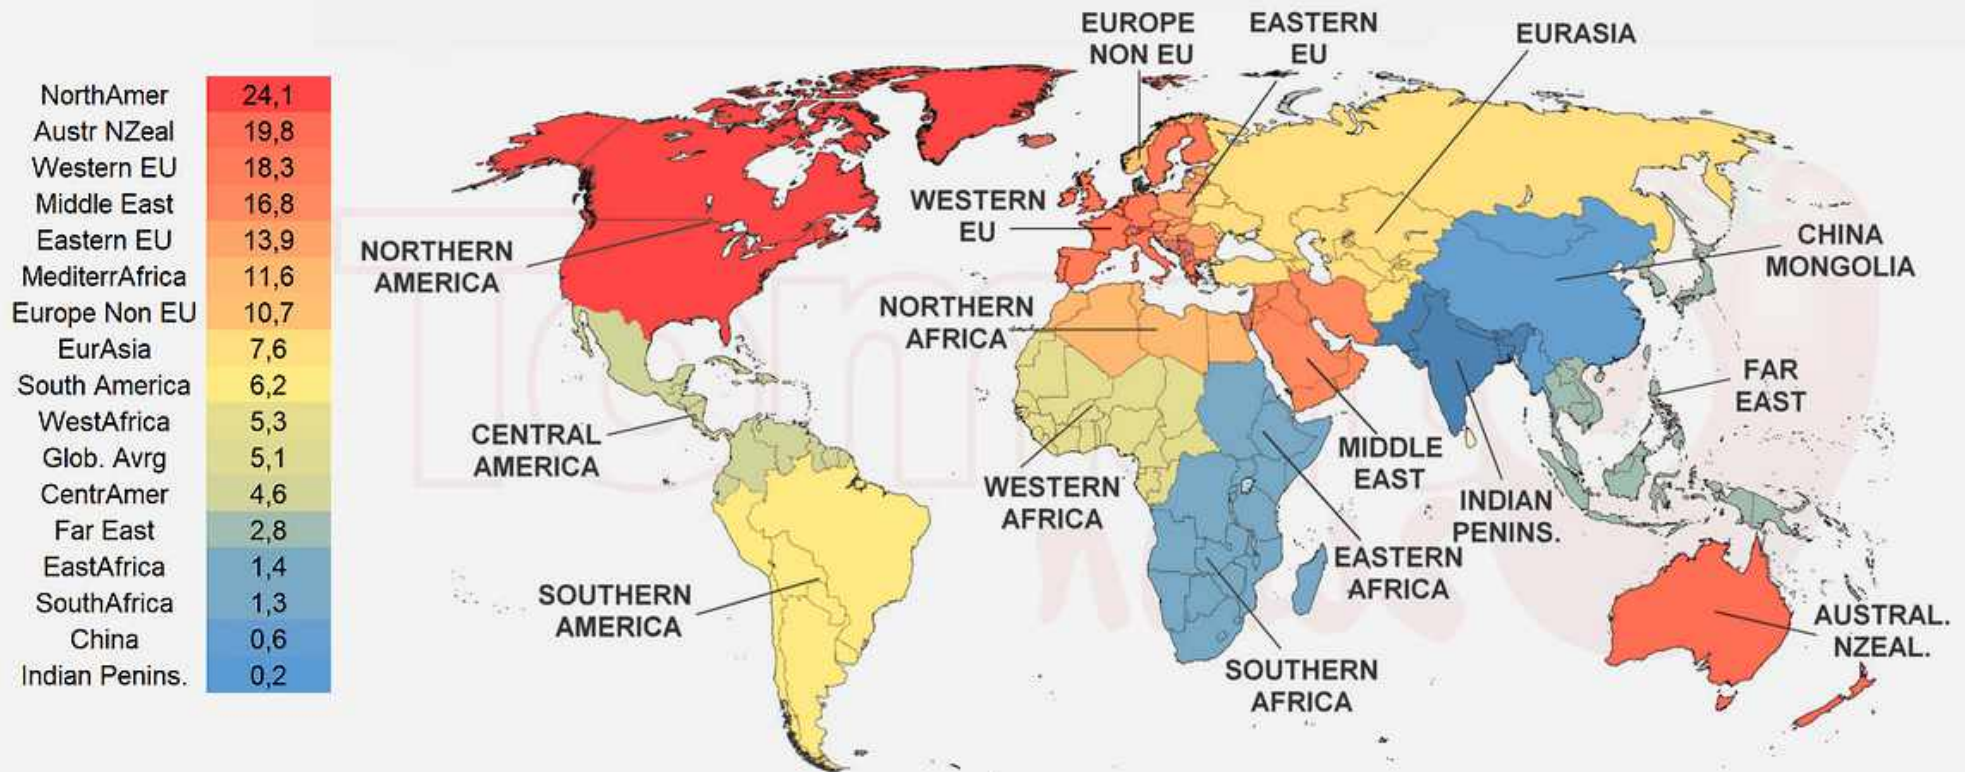 NorthAmer 24,1
Austr NZeal 19,8
Western EU 18,3
Middle East 16,8
Eastern EU 13,9
MediterrAfrica 11,6
Europe Non EU 10,7
EurAsia 7,6
South America 6,2
WestAfrica 5,3
Glob. Avrg 5,1
CentrAmer 4,6
Far East 2,8
EastAfrica 1,4
SouthAfrica 1,3
China 0,6
Indian Penins. 0,2
EUROPE
NON EU
EASTERN
EU
EURASIA
WESTERN
EU
NORTHERN
AMERICA
CHINA
MONGOLIA
NORTHERN
AFRICA
FAR
EAST
CENTRAL
AMERICA
MIDDLE
EAST
WESTERN
AFRICA
INDIAN
PENINS.
EASTERN
AFRICA
SOUTHERN
AMERICA
AUSTRAL.
NZEAL.
SOUTHERN
AFRICA